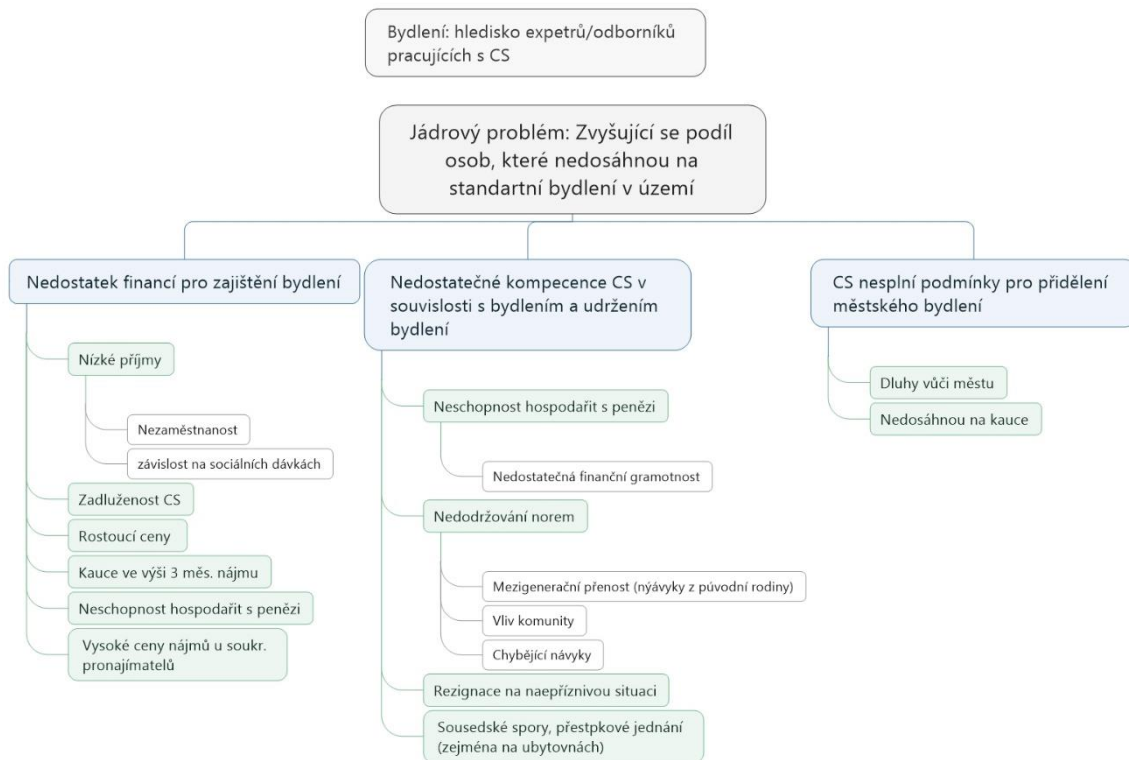 Bydlení: hledisko expetrů/odborníků
pracujících s CS
Jádrový problém: Zvyšující se podíl
osob, které nedosáhnou na
standartní bydlení v území
Nedostatek financí pro zajištění bydlení
Nízké příjmy
Nezaměstnanost
závislost na sociálních dávkách
Zadluženost CS
Rostoucí ceny
Kauce ve výši 3 měs. nájmu
Neschopnost hospodařit s penězi
Vysoké ceny nájmů u soukr.
pronajímatelů
Nedostatečné kompecence CS v
souvislosti s bydlením a udržením
bydlení
Neschopnost hospodařit s penězi
Nedostatečná finanční gramotnost
Nedodržování norem
Mezigenerační přenost (nýávyky z púvodní rodiny)
Vliv komunity
Chybějící návyky
Rezignace na naepříznivou situaci
Sousedské spory, přestpkové jednání
(zejména na ubytovnách)
CS nesplní podmínky pro přidělení
městského bydlení
Dluhy vůči městu
Nedosáhnou na kauce